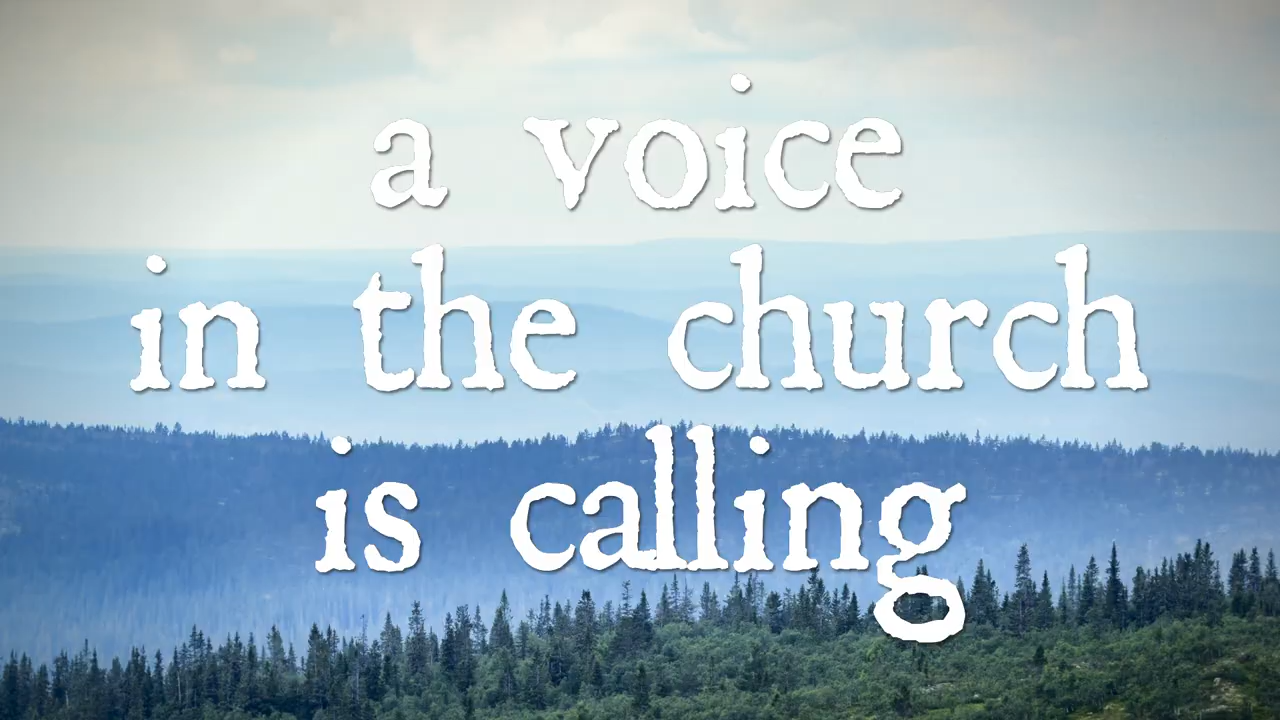 a voice
in the church
is calling